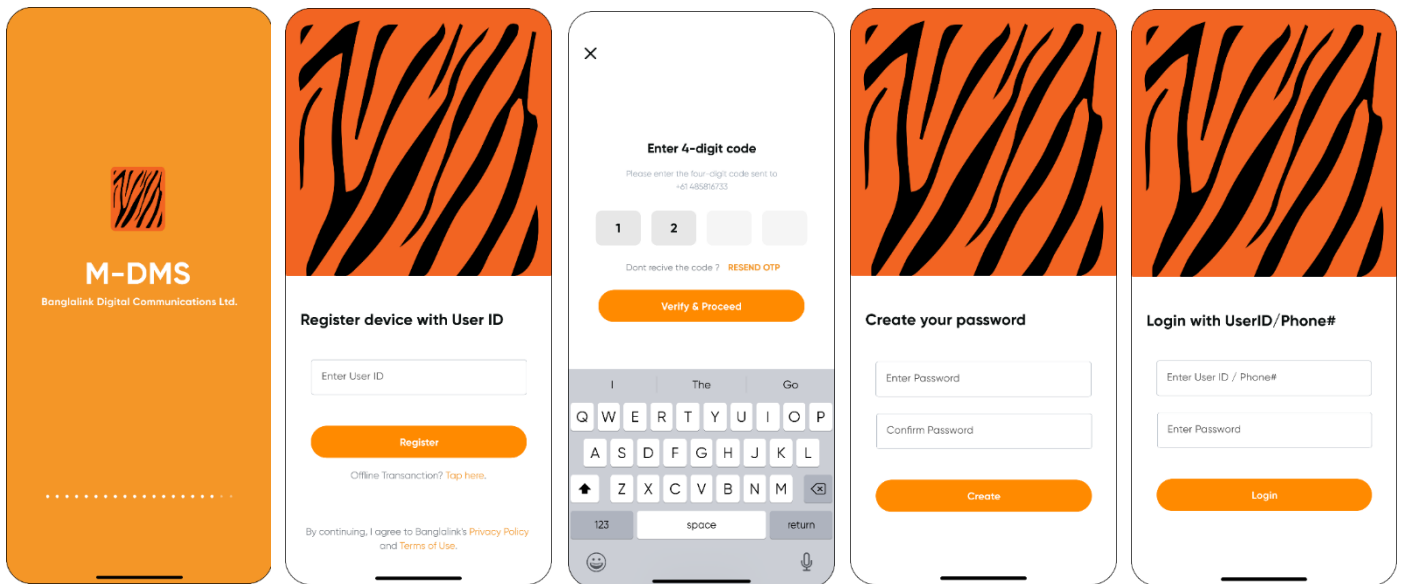 M-DMS
Banglalink Digital Communications Ltd.
Register device with User ID
Enter User ID
Register
Offline Transanction? Tap here.
By continuing, I agree to Banglalink's Privacy Policy
and Terms of Use.
Enter 4-digit code
Please enter the four-digit code sent to
+61 485816733
1 2
Dont recive the code ? RESEND OTP
Verify & Proceed
I The Go
Q W E R T Y U I O P
A S D F G H J K L
Z X C V B N M
123 space return
Create your password
Enter Password
Confirm Password
Create
Login with UserID/Phone#
Enter User ID / Phone#
Enter Password
Login